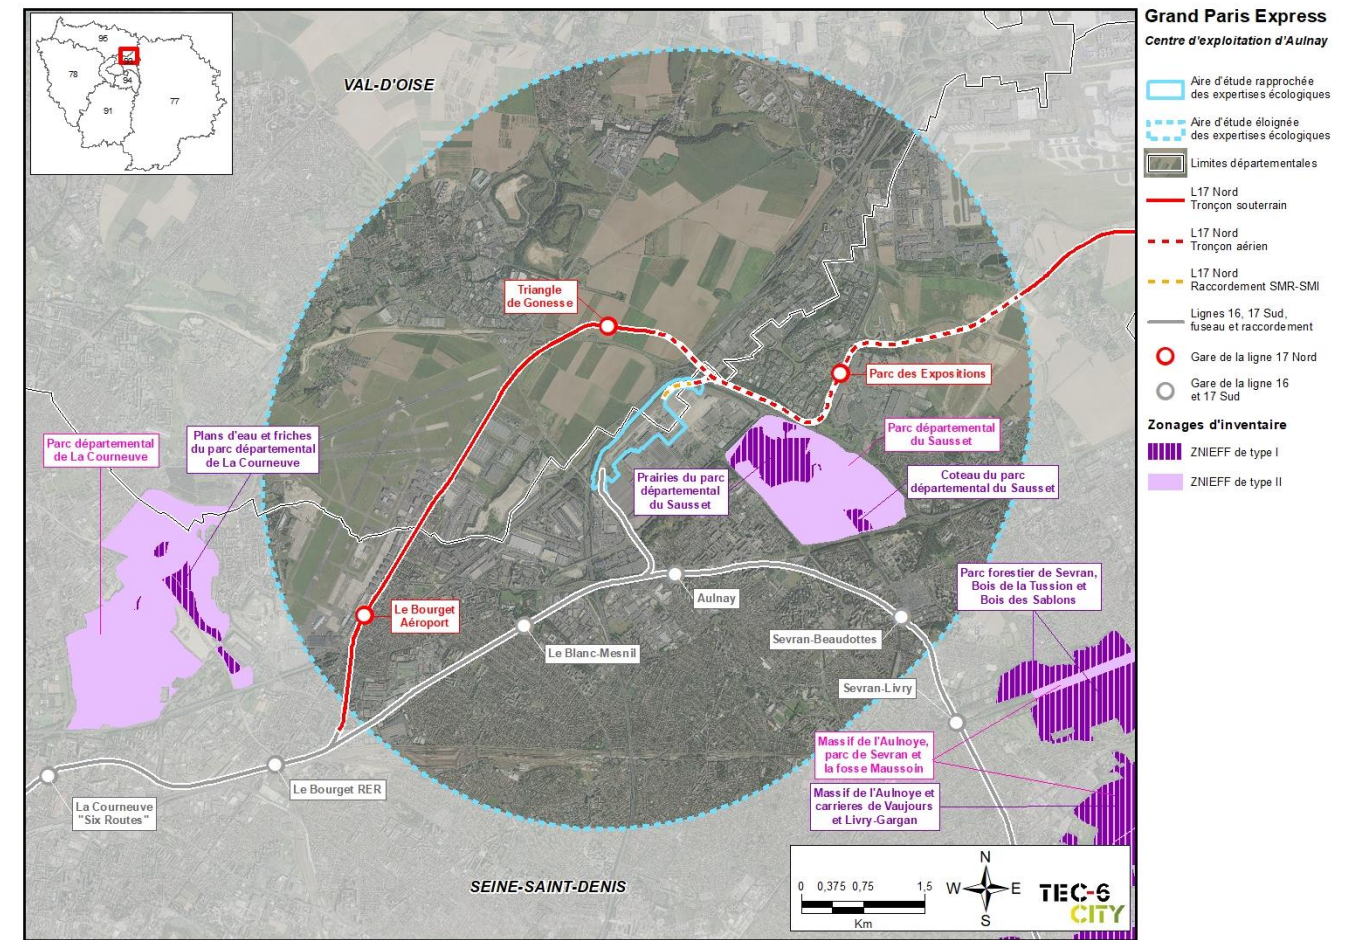 95
78
93
94
77
91
VAL-D'OISE
Triangle
de Gonesse
Parc des Expositions
Parc départemental
de La Courneuve
Plans d'eau et friches
du parc départemental
de La Courneuve
Parc départemental
du Sausset
Prairies du parc
départemental
du Sausset
Coteau du parc
départemental du Sausset
Parc forestier de Sevran,
Bois de la Tussion et
Bois des Sablons
Le Bourget
Aéroport
Aulnay
Le Blanc-Mesnil
Sevran-Beaudottes
Sevran-Livry
Massif de l'Aulnoye,
parc de Sevran et
la fosse Maussoin
Massif de l'Aulnoye et
carrieres de Vaujours
et Livry-Gargan
Le Bourget RER
La Courneuve
"Six Routes"
SEINE-SAINT-DENIS
0 0,375 0,75 1,5
Km
N
W E
S
TEC-6
CITY
Grand Paris Express
Centre d'exploitation d'Aulnay
Aire d'étude rapprochée
des expertises écologiques
Aire d'étude éloignée
des expertises écologiques
Limites départementales
L17 Nord
Tronçon souterrain
L17 Nord
Tronçon aérien
L17 Nord
Raccordement SMR-SMI
Lignes 16, 17 Sud,
fuseau et raccordement
Gare de la ligne 17 Nord
Gare de la ligne 16
et 17 Sud
Zonages d'inventaire
ZNIEFF de type I
ZNIEFF de type II